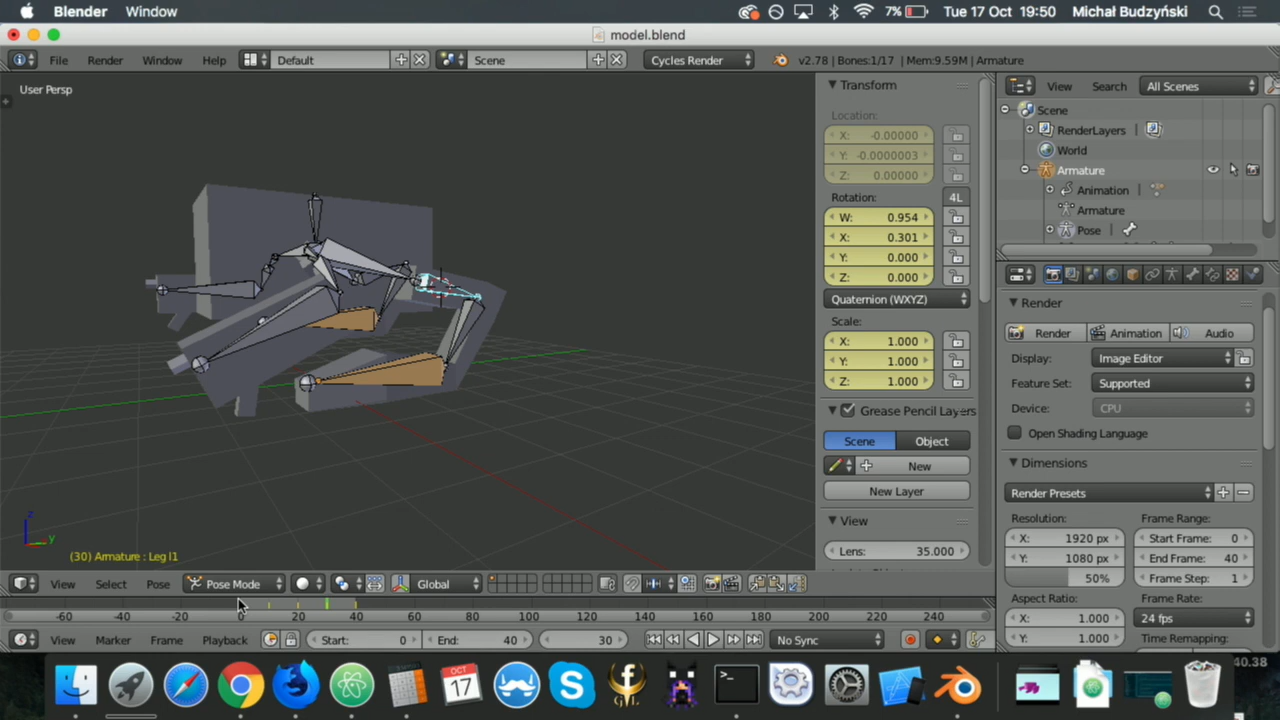 Blender Window 7% Tue 17 Oct 19:50 Michał Budzyński
model.blend
File Render Window Help Default Scene Cycles Render v2.78 | Bones:1/17 | Mem:9.59M | Armature
User Persp
Transform
Location:
X: -0.00000
Y: -0.0000003
Z: 0.00000
Rotation: 4L
W: 0.954
X: 0.301
Y: 0.000
Z: 0.000
Quaternion (WXYZ)
Scale:
X: 1.000
Y: 1.000
Z: 1.000
Grease Pencil Layers
Scene Object
New
New Layer
View
Lens: 35.000
View Search All Scenes
Scene
RenderLayers
World
Armature
Animation
Armature
Pose
Render
Render Animation Audio
Display: Image Editor
Feature Set: Supported
Device: CPU
Open Shading Language
Dimensions
Render Presets
Resolution: Frame Range:
X: 1920 px Start Frame: 0
Y: 1080 px End Frame: 40
50% Frame Step: 1
Aspect Ratio: Frame Rate:
X: 1.000 24 fps
Y: 1.000 Time Remapping:
z
y
(30) Armature : Leg l1
View Select Pose Pose Mode Global
-60 -40 -20 0 20 40 60 80 100 120 140 160 180 200 220 240
View Marker Frame Playback Start: 0 End: 40 30 No Sync
OCT
17
S
f
>_
40.38